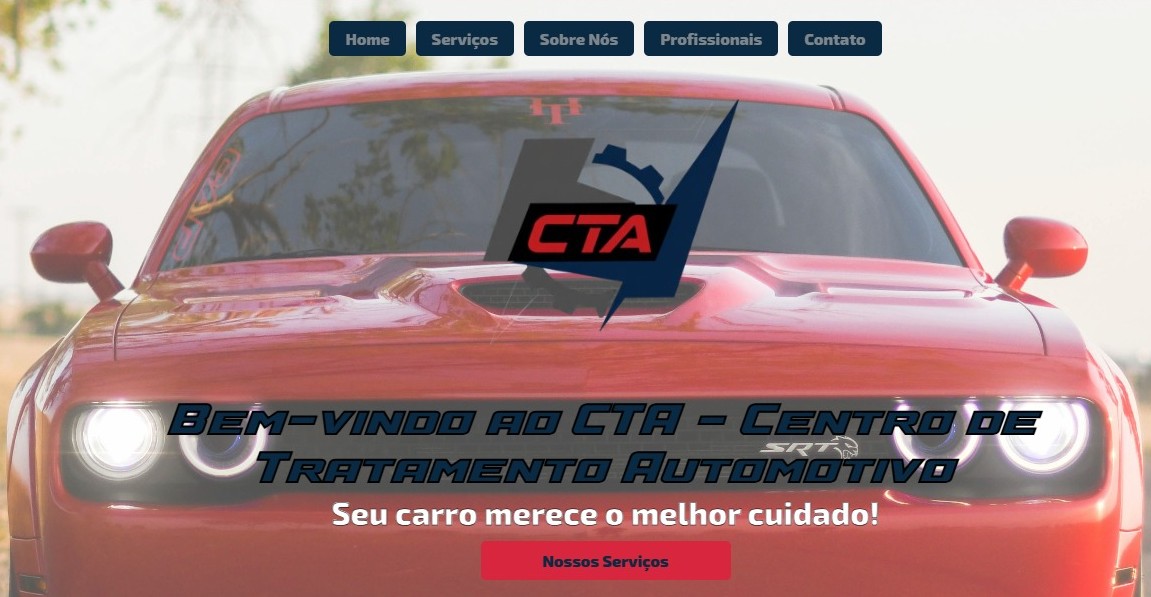 Home
Serviços
Sobre Nós
Profissionais
Contato
CTA
Bem-vindo ao CTA - Centro de
SRT
Tratamento Automotivo
Seu carro merece o melhor cuidado!
Nossos Serviços